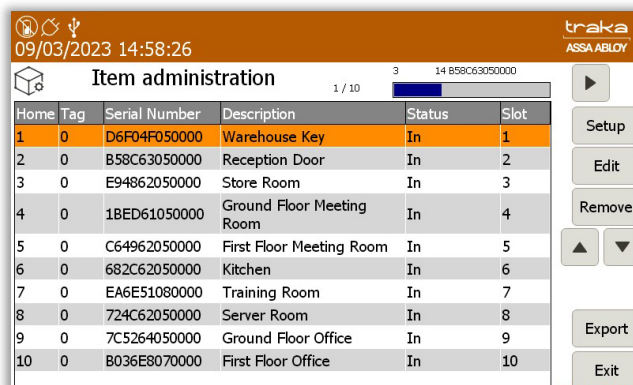 09/03/2023 14:58:26
traka
ASSA ABLOY
Item administration
1 / 10
3 14 B58C63050000
Home Tag Serial Number Description Status Slot
1 0 D6F04F050000 Warehouse Key In 1
2 0 B58C63050000 Reception Door In 2
3 0 E94862050000 Store Room In 3
4 0 1BED61050000 Ground Floor Meeting
Room In 4
5 0 C64962050000 First Floor Meeting Room In 5
6 0 682C62050000 Kitchen In 6
7 0 EA6E51080000 Training Room In 7
8 0 724C62050000 Server Room In 8
9 0 7C5264050000 Ground Floor Office In 9
10 0 B036E8070000 First Floor Office In 10
Setup
Edit
Remove
Export
Exit